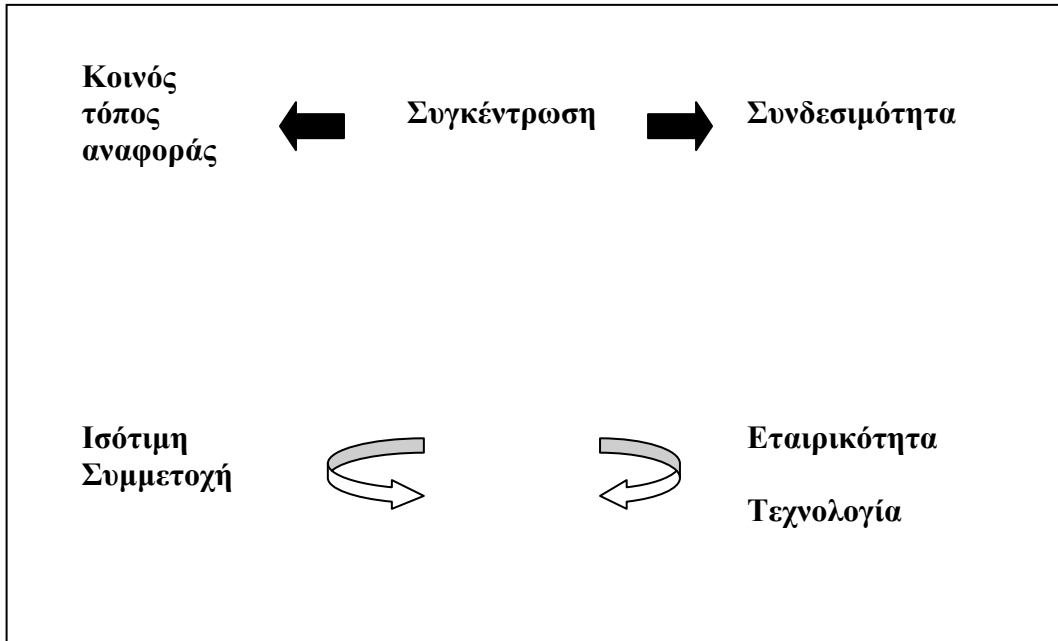 Κοινός
τόπος
αναφοράς
Συγκέντρωση
Συνδεσιμότητα
Ισότιμη
Συμμετοχή
Εταιρικότητα
Τεχνολογία